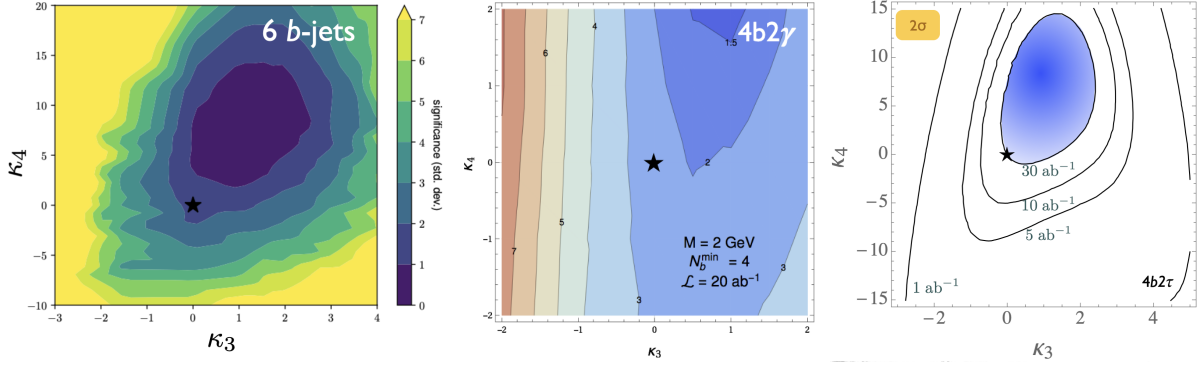 6 b-jets
20
15
10
5
0
−5
−10
−3
−2
−1
0
1
2
3
4
κ3
κ4
7
6
5
4
3
2
1
0
significance (std. dev.)
4b2γ
2
1
0
-1
-2
-2
-1
0
1
2
κ3
κ4
7
6
5
4
3
3
2
1.5
M = 2 GeV
N_b^min = 4
ℒ = 20 ab⁻¹
2σ
15
10
5
0
−5
−10
−15
−2
0
2
4
κ3
κ4
30 ab⁻¹
10 ab⁻¹
5 ab⁻¹
1 ab⁻¹
4b2τ